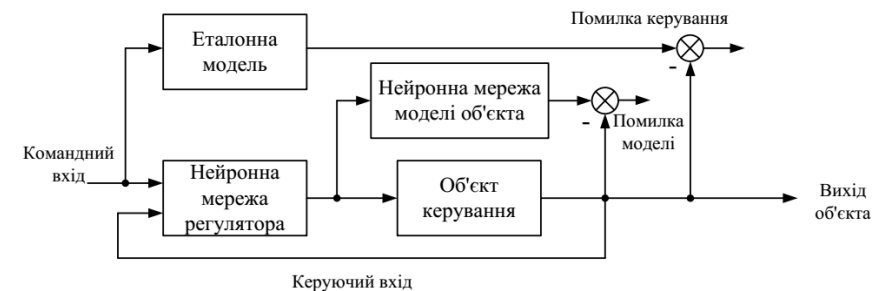 Помилка керування
Еталонна
модель
-
Нейронна мережа
моделі об'єкта
-
Помилка
моделі
Командний
вхід
Нейронна
мережа
регулятора
Об'єкт
керування
Вихід
об'єкта
Керуючий вхід